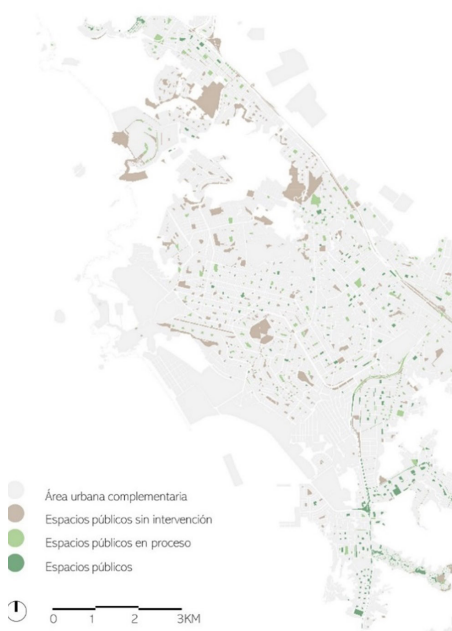 Área urbana complementaria
Espacios públicos sin intervención
Espacios públicos en proceso
Espacios públicos
0 1 2 3KM